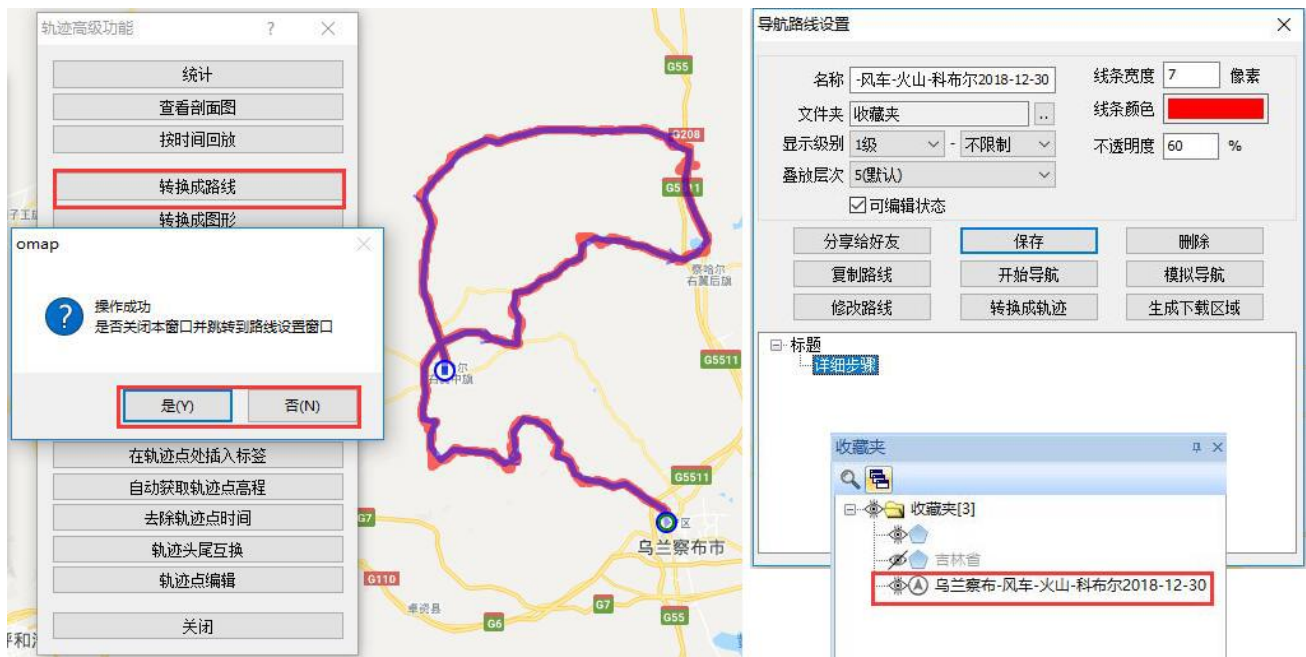 轨迹高级功能
?
统计
查看剖面图
按时间回放
转换成路线
转换成图形
omap
操作成功
是否关闭本窗口并跳转到路线设置窗口
是(Y)
否(N)
在轨迹点处插入标签
自动获取轨迹点高程
去除轨迹点时间
轨迹头尾互换
轨迹点编辑
关闭
G55
G208
G5511
察哈尔
右翼后旗
G5511
G5511
G7
区
乌兰察布市
G110
卓资县
G6
G7
G55
导航路线设置
名称 -风车-火山-科布尔2018-12-30
线条宽度 7 像素
文件夹 收藏夹 ..
线条颜色
显示级别 1级 - 不限制
不透明度 60 %
叠放层次 5(默认)
可编辑状态
分享给好友 保存 删除
复制路线 开始导航 模拟导航
修改路线 转换成轨迹 生成下载区域
标题
详细步骤
收藏夹
收藏夹[3]
吉林省
乌兰察布-风车-火山-科布尔2018-12-30